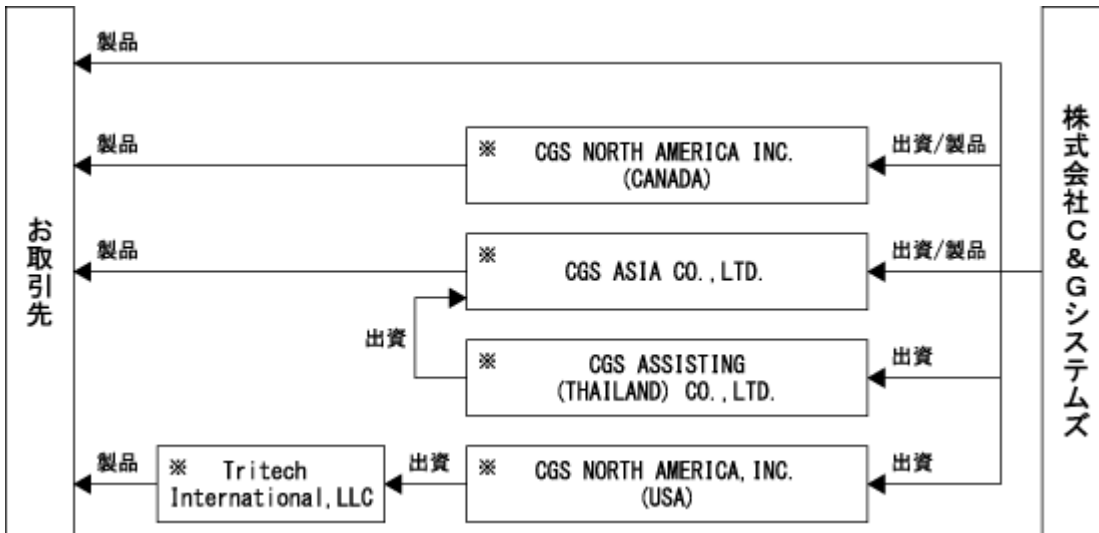 製品
製品
※ CGS NORTH AMERICA INC.
(CANADA)
出資/製品
製品
※ CGS ASIA CO.,LTD.
出資/製品
出資
※ CGS ASSISTING
(THAILAND) CO.,LTD.
出資
製品
※ Tritech
International,LLC
出資
※ CGS NORTH AMERICA,INC.
(USA)
出資
お取引先
株式会社C&Gシステムズ